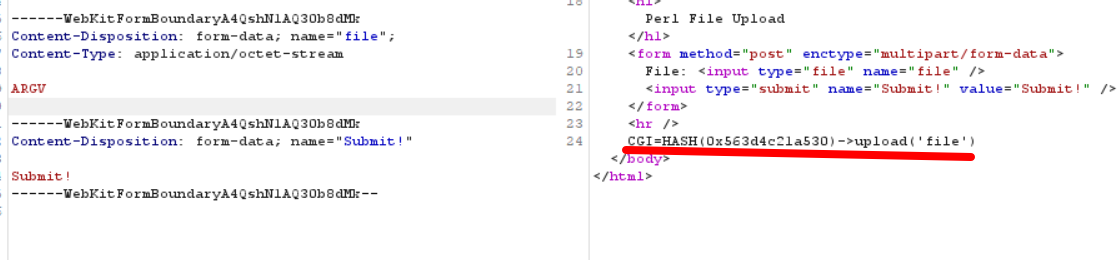 ------WebKitFormBoundaryA4QshNlAQ3Ob8dMk
Content-Disposition: form-data; name="file";
Content-Type: application/octet-stream
ARGV
------WebKitFormBoundaryA4QshNlAQ3Ob8dMk
Content-Disposition: form-data; name="Submit!"
Submit!
------WebKitFormBoundaryA4QshNlAQ3Ob8dMk--
18 <h1>
Perl File Upload
</h1>
19 <form method="post" enctype="multipart/form-data">
20 File: <input type="file" name="file" />
21 <input type="submit" name="Submit!" value="Submit!" />
22 </form>
23 <hr />
24 CGI=HASH(0x563d4c21a530)->upload('file')
</body>
</html>